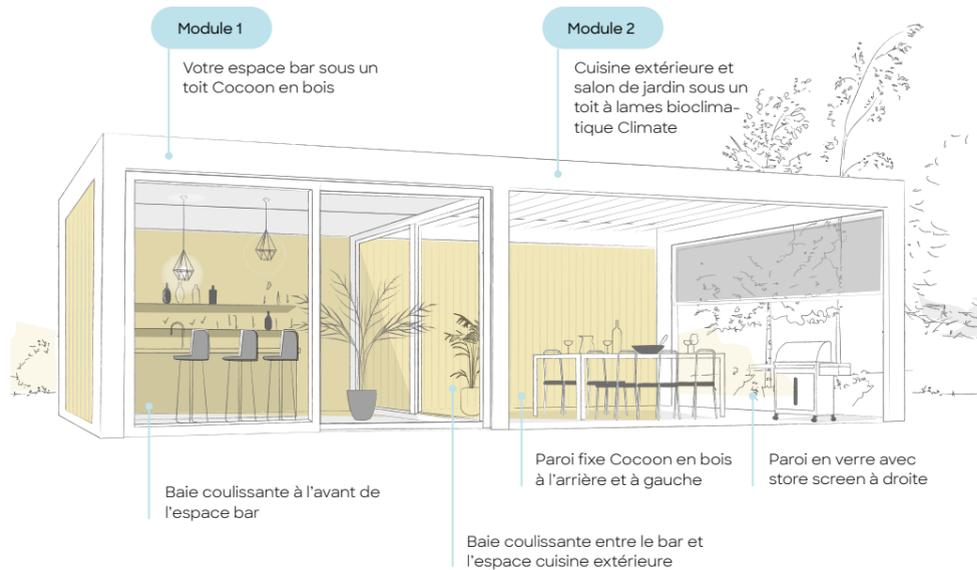 Module 1
Votre espace bar sous un
toit Cocoon en bois
Module 2
Cuisine extérieure et
salon de jardin sous un
toit à lames bioclima-
tique Climate
Baie coulissante à l'avant de
l'espace bar
Baie coulissante entre le bar et
l'espace cuisine extérieure
Paroi fixe Cocoon en bois
à l'arrière et à gauche
Paroi en verre avec
store screen à droite